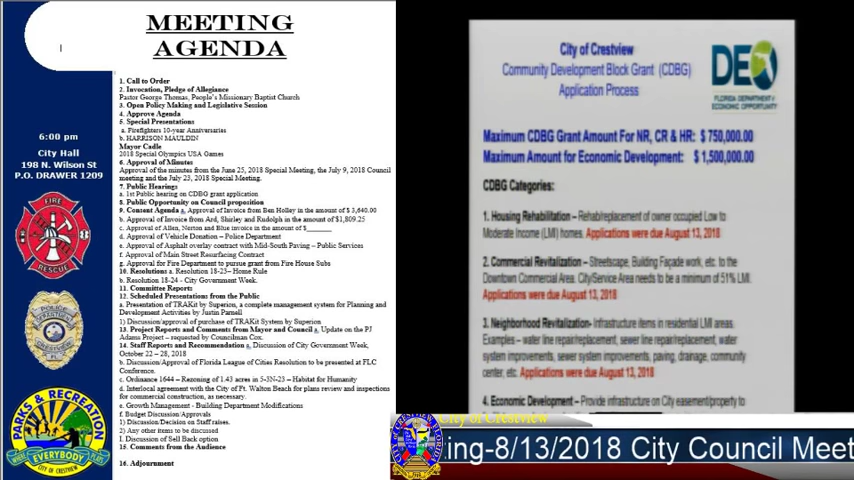 MEETING
AGENDA
6:00 pm
City Hall
198 N. Wilson St
P.O. DRAWER 1209
FIRE
RESCUE
PARKS & RECREATION
WHERE EVERYBODY PLAYS
CITY OF CRESTVIEW
1. Call to Order
2. Invocation, Pledge of Allegiance
Pastor George Thomas, People's Missionary Baptist Church
3. Open Policy Making and Legislative Session
4. Approve Agenda
5. Special Presentations
a. Firefighters 10-year Anniversaries
b. HARRISON MAULDIN
Mayor Cadle
2018 Special Olympics USA Games
6. Approval of Minutes
Approval of the minutes from the June 25, 2018 Special Meeting, the July 9, 2018 Council
meeting and the July 23, 2018 Special Meeting.
7. Public Hearings
a. 1st Public hearing on CDBG grant application
8. Public Opportunity on Council proposition
9. Consent Agenda a. Approval of Invoice from Ben Holley in the amount of $ 3,640.00
b. Approval of Invoice from Ard, Shirley and Rudolph in the amount of $1,809.25
c. Approval of Allen, Norton and Blue invoice in the amount of $______
d. Approval of Vehicle Donation – Police Department
e. Approval of Asphalt overlay contract with Mid-South Paving – Public Services
f. Approval of Main Street Resurfacing Contract
g. Approval for Fire Department to pursue grant from Fire House Subs
10. Resolutions a. Resolution 18-23– Home Rule
b. Resolution 18-24 - City Government Week.
11. Committee Reports
12. Scheduled Presentations from the Public
a. Presentation of TRAKit by Superion, a complete management system for Planning and
Development Activities by Justin Parnell
1) Discussion/approval of purchase of TRAKit System by Superion
13. Project Reports and Comments from Mayor and Council a. Update on the PJ
Adams Project – requested by Councilman Cox.
14. Staff Reports and Recommendation a. Discussion of City Government Week,
October 22 – 28, 2018
b. Discussion/Approval of Florida League of Cities Resolution to be presented at FLC
Conference.
c. Ordinance 1644 – Rezoning of 1.43 acres in 5-3N-23 – Habitat for Humanity
d. Interlocal agreement with the City of Ft. Walton Beach for plans review and inspections
for commercial construction, as necessary.
e. Growth Management - Building Department Modifications
f. Budget Discussion/Approvals
1) Discussion/Decision on Staff raises.
2) Any other items to be discussed
I. Discussion of Sell Back option
15. Comments from the Audience
16. Adjournment
City of Crestview
Community Development Block Grant (CDBG)
Application Process
DEO
FLORIDA DEPARTMENT of
ECONOMIC OPPORTUNITY
Maximum CDBG Grant Amount For NR, CR & HR: $ 750,000.00
Maximum Amount for Economic Development: $ 1,500,000.00
CDBG Categories:
1. Housing Rehabilitation – Rehab/replacement of owner occupied Low to
Moderate Income (LMI) homes. Applications were due August 13, 2018
2. Commercial Revitalization – Streetscape, Building Façade work, etc. to the
Downtown Commercial Area. City/Service Area needs to be a minimum of 51% LMI.
Applications were due August 13, 2018
3. Neighborhood Revitalization– Infrastructure items in residential LMI areas.
Examples – water line repair/replacement, sewer line repair/replacement, water
system improvements, sewer system improvements, paving, drainage, community
center, etc. Applications were due August 13, 2018
4. Economic Development – Provide infrastructure on City easement/property to
City of Crestview
ing-8/13/2018 City Council Meet